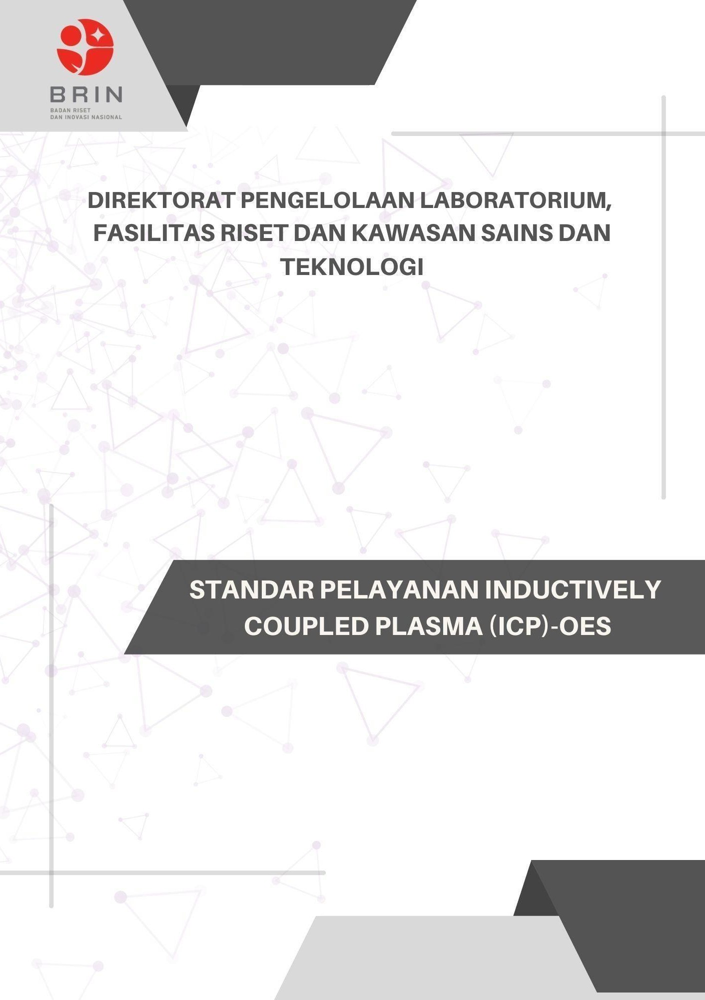 BRIN
BADAN RISET
DAN INOVASI NASIONAL
DIREKTORAT PENGELOLAAN LABORATORIUM,
FASILITAS RISET DAN KAWASAN SAINS DAN
TEKNOLOGI
STANDAR PELAYANAN INDUCTIVELY
COUPLED PLASMA (ICP)-OES